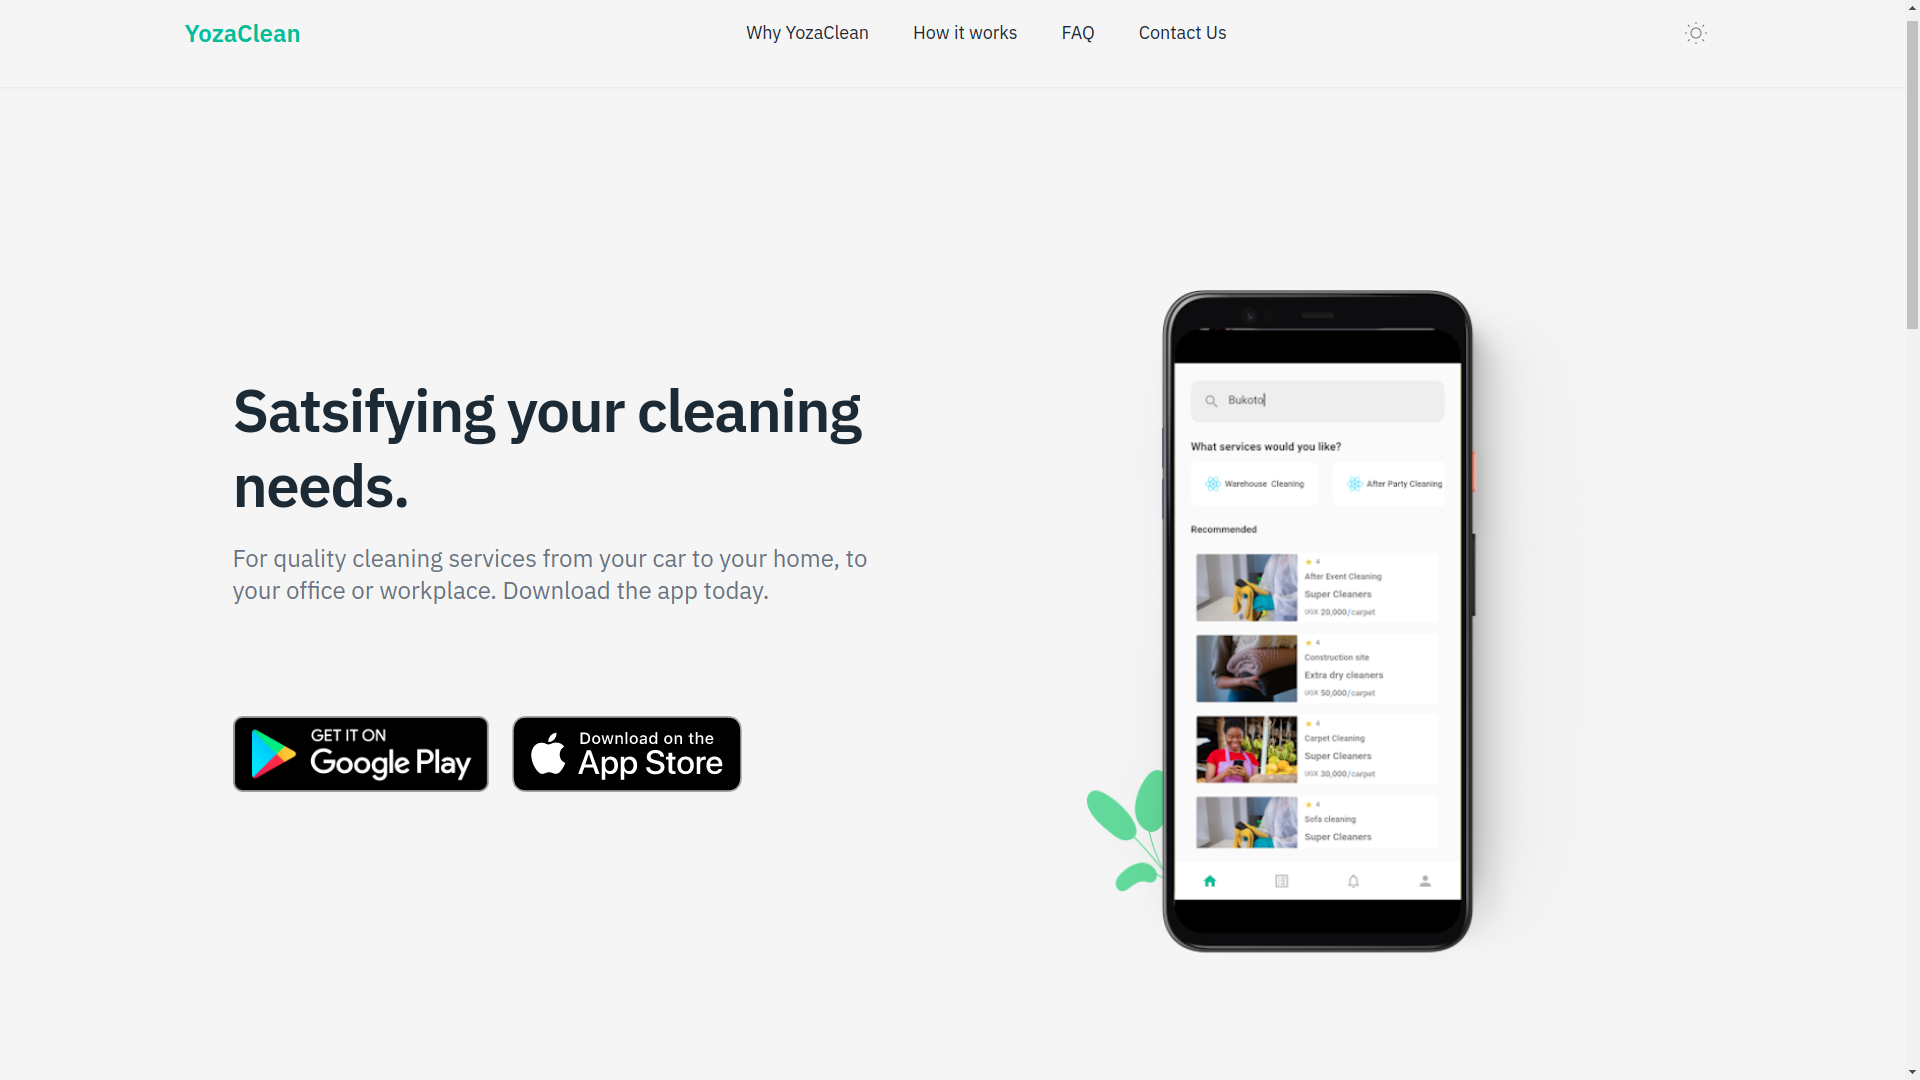 YozaClean
Why YozaClean
How it works
FAQ
Contact Us
Satsifying your cleaning
needs.
For quality cleaning services from your car to your home, to
your office or workplace. Download the app today.
GET IT ON
Google Play
Download on the
App Store
Bukoto
What services would you like?
Warehouse Cleaning
After Party Cleaning
Recommended
4
After Event Cleaning
Super Cleaners
UGX 20,000/carpet
4
Construction site
Extra dry cleaners
UGX 50,000/carpet
4
Carpet Cleaning
Super Cleaners
UGX 30,000/carpet
4
Sofa cleaning
Super Cleaners